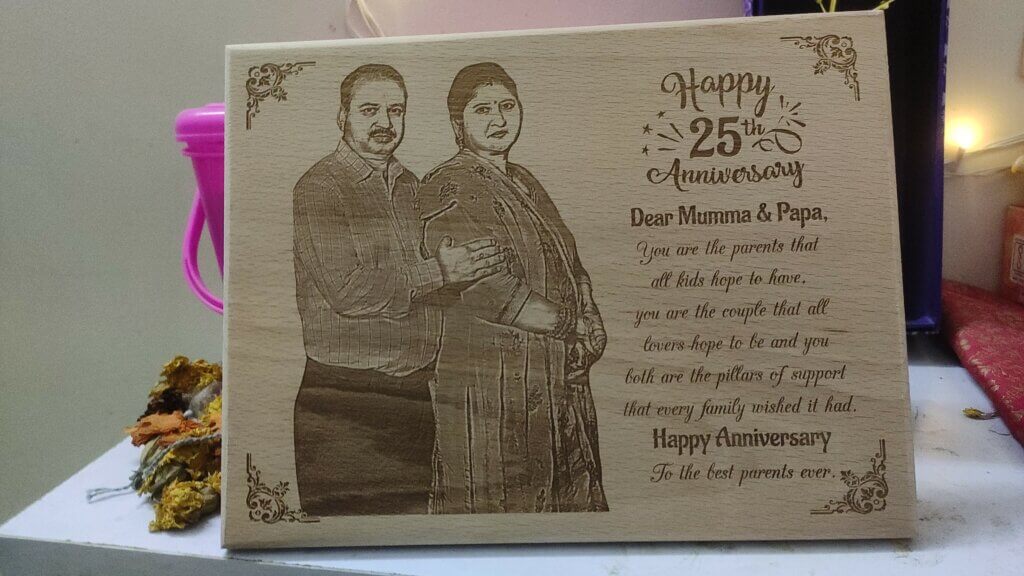 Happy
25th
Anniversary
Dear Mumma & Papa,
You are the parents that
all kids hope to have,
you are the couple that all
lovers hope to be and you
both are the pillars of support
that every family wished it had.
Happy Anniversary
To the best parents ever.